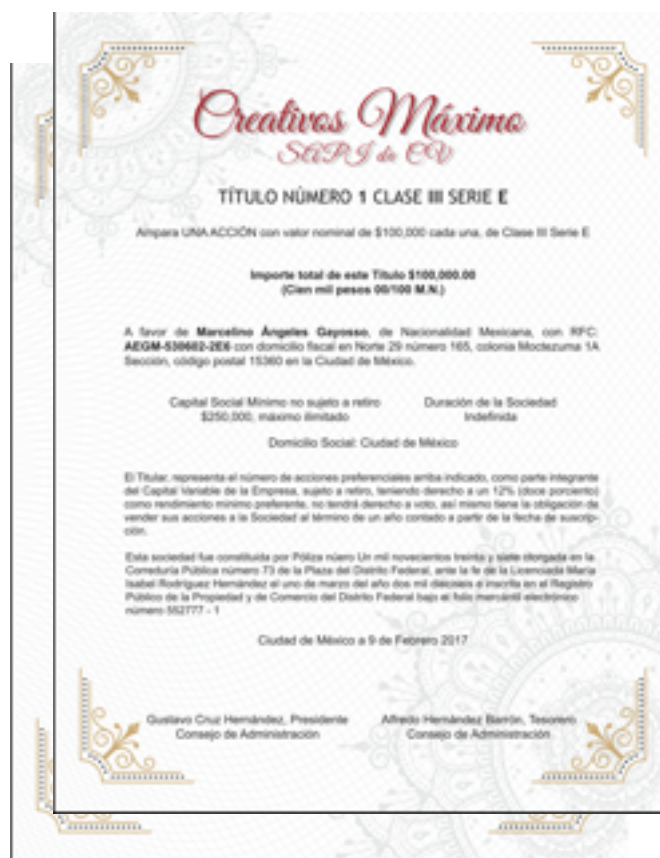 Creativos Máximo
SAPI de CV
TÍTULO NÚMERO 1 CLASE III SERIE E
Ampara UNA ACCIÓN con valor nominal de $100,000 cada una, de Clase III Serie E
Importe total de este Título $100,000.00
(Cien mil pesos 00/100 M.N.)
A favor de Marcelino Ángeles Gayosso, de Nacionalidad Mexicana, con RFC:
AEGM-530602-2E6 con domicilio fiscal en Norte 29 número 165, colonia Moctezuma 1A
Sección, código postal 15360 en la Ciudad de México.
Capital Social Mínimo no sujeto a retiro
$250,000, máximo ilimitado
Duración de la Sociedad
Indefinida
Domicilio Social: Ciudad de México
El Titular, representa el número de acciones preferenciales arriba indicado, como parte integrante
del Capital Variable de la Empresa, sujeto a retiro, teniendo derecho a un 12% (doce porciento)
como rendimiento mínimo preferente, no tendrá derecho a voto, así mismo tiene la obligación de
vender sus acciones a la Sociedad al término de un año contado a partir de la fecha de suscrip-
ción.
Esta sociedad fue constituida por Póliza núero Un mil novecientos treinta y siete otorgada en la
Correduría Pública número 73 de la Plaza del Distrito Federal, ante la fe de la Licenciada María
Isabel Rodríguez Hernández el uno de marzo del año dos mil dieciseis e inscrita en el Registro
Público de la Propiedad y de Comercio del Distrito Federal bajo el folio mercantil electrónico
número 552777 - 1
Ciudad de México a 9 de Febrero 2017
Gustavo Cruz Hernández, Presidente
Consejo de Administración
Alfredo Hernández Barrón, Tesorero
Consejo de Administración